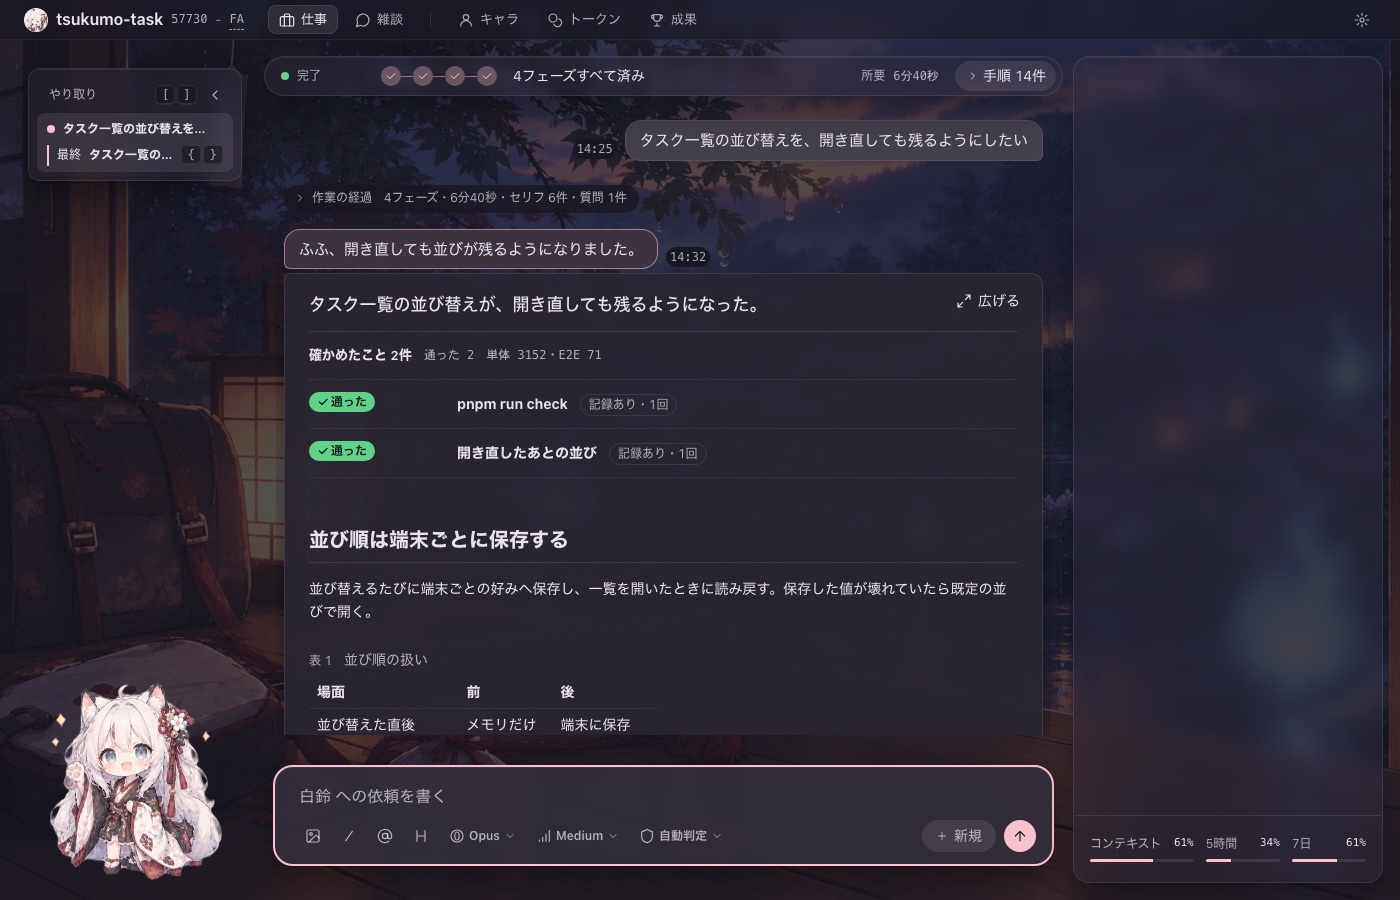 tsukumo-task 57730 - FA 仕事 雑談 キャラ トークン 成果
やり取り [ ]
タスク一覧の並び替えを...
最終 タスク一覧の... { }
完了 4フェーズすべて済み 所要 6分40秒 手順 14件
14:25 タスク一覧の並び替えを、開き直しても残るようにしたい
作業の経過 4フェーズ・6分40秒・セリフ 6件・質問 1件
ふふ、開き直しても並びが残るようになりました。 14:32
タスク一覧の並び替えが、開き直しても残るようになった。 広げる
確かめたこと 2件 通った 2 単体 3152・E2E 71
通った pnpm run check 記録あり・1回
通った 開き直したあとの並び 記録あり・1回
並び順は端末ごとに保存する
並び替えるたびに端末ごとの好みへ保存し、一覧を開いたときに読み戻す。保存した値が壊れていたら既定の並
びで開く。
表 1 並び順の扱い
場面 前 後
並び替えた直後 メモリだけ 端末に保存
白鈴 への依頼を書く
/ @ H Opus Medium 自動判定 + 新規
コンテキスト 61% 5時間 34% 7日 61%